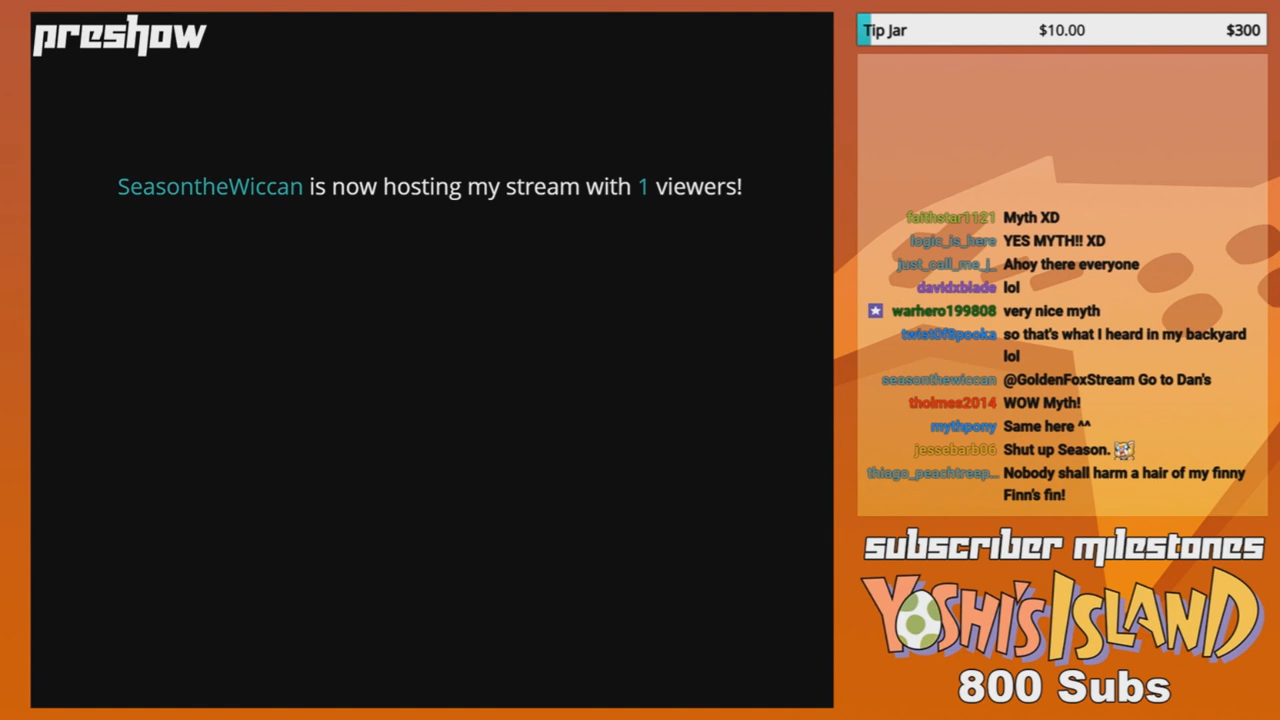 preshow
SeasontheWiccan is now hosting my stream with 1 viewers!
Tip Jar $10.00 $300
faithstar1121 Myth XD
logic_is_here YES MYTH!! XD
just_call_me_j_ Ahoy there everyone
davidxblade lol
warhero199808 very nice myth
twist0f8pooka so that's what I heard in my backyard
lol
seasonthewiccan @GoldenFoxStream Go to Dan's
tholmes2014 WOW Myth!
mythpony Same here ^^
jessebarb06 Shut up Season.
thiago_peachtreep... Nobody shall harm a hair of my finny
Finn's fin!
subscriber milestones
YOSHI'S ISLAND
800 Subs